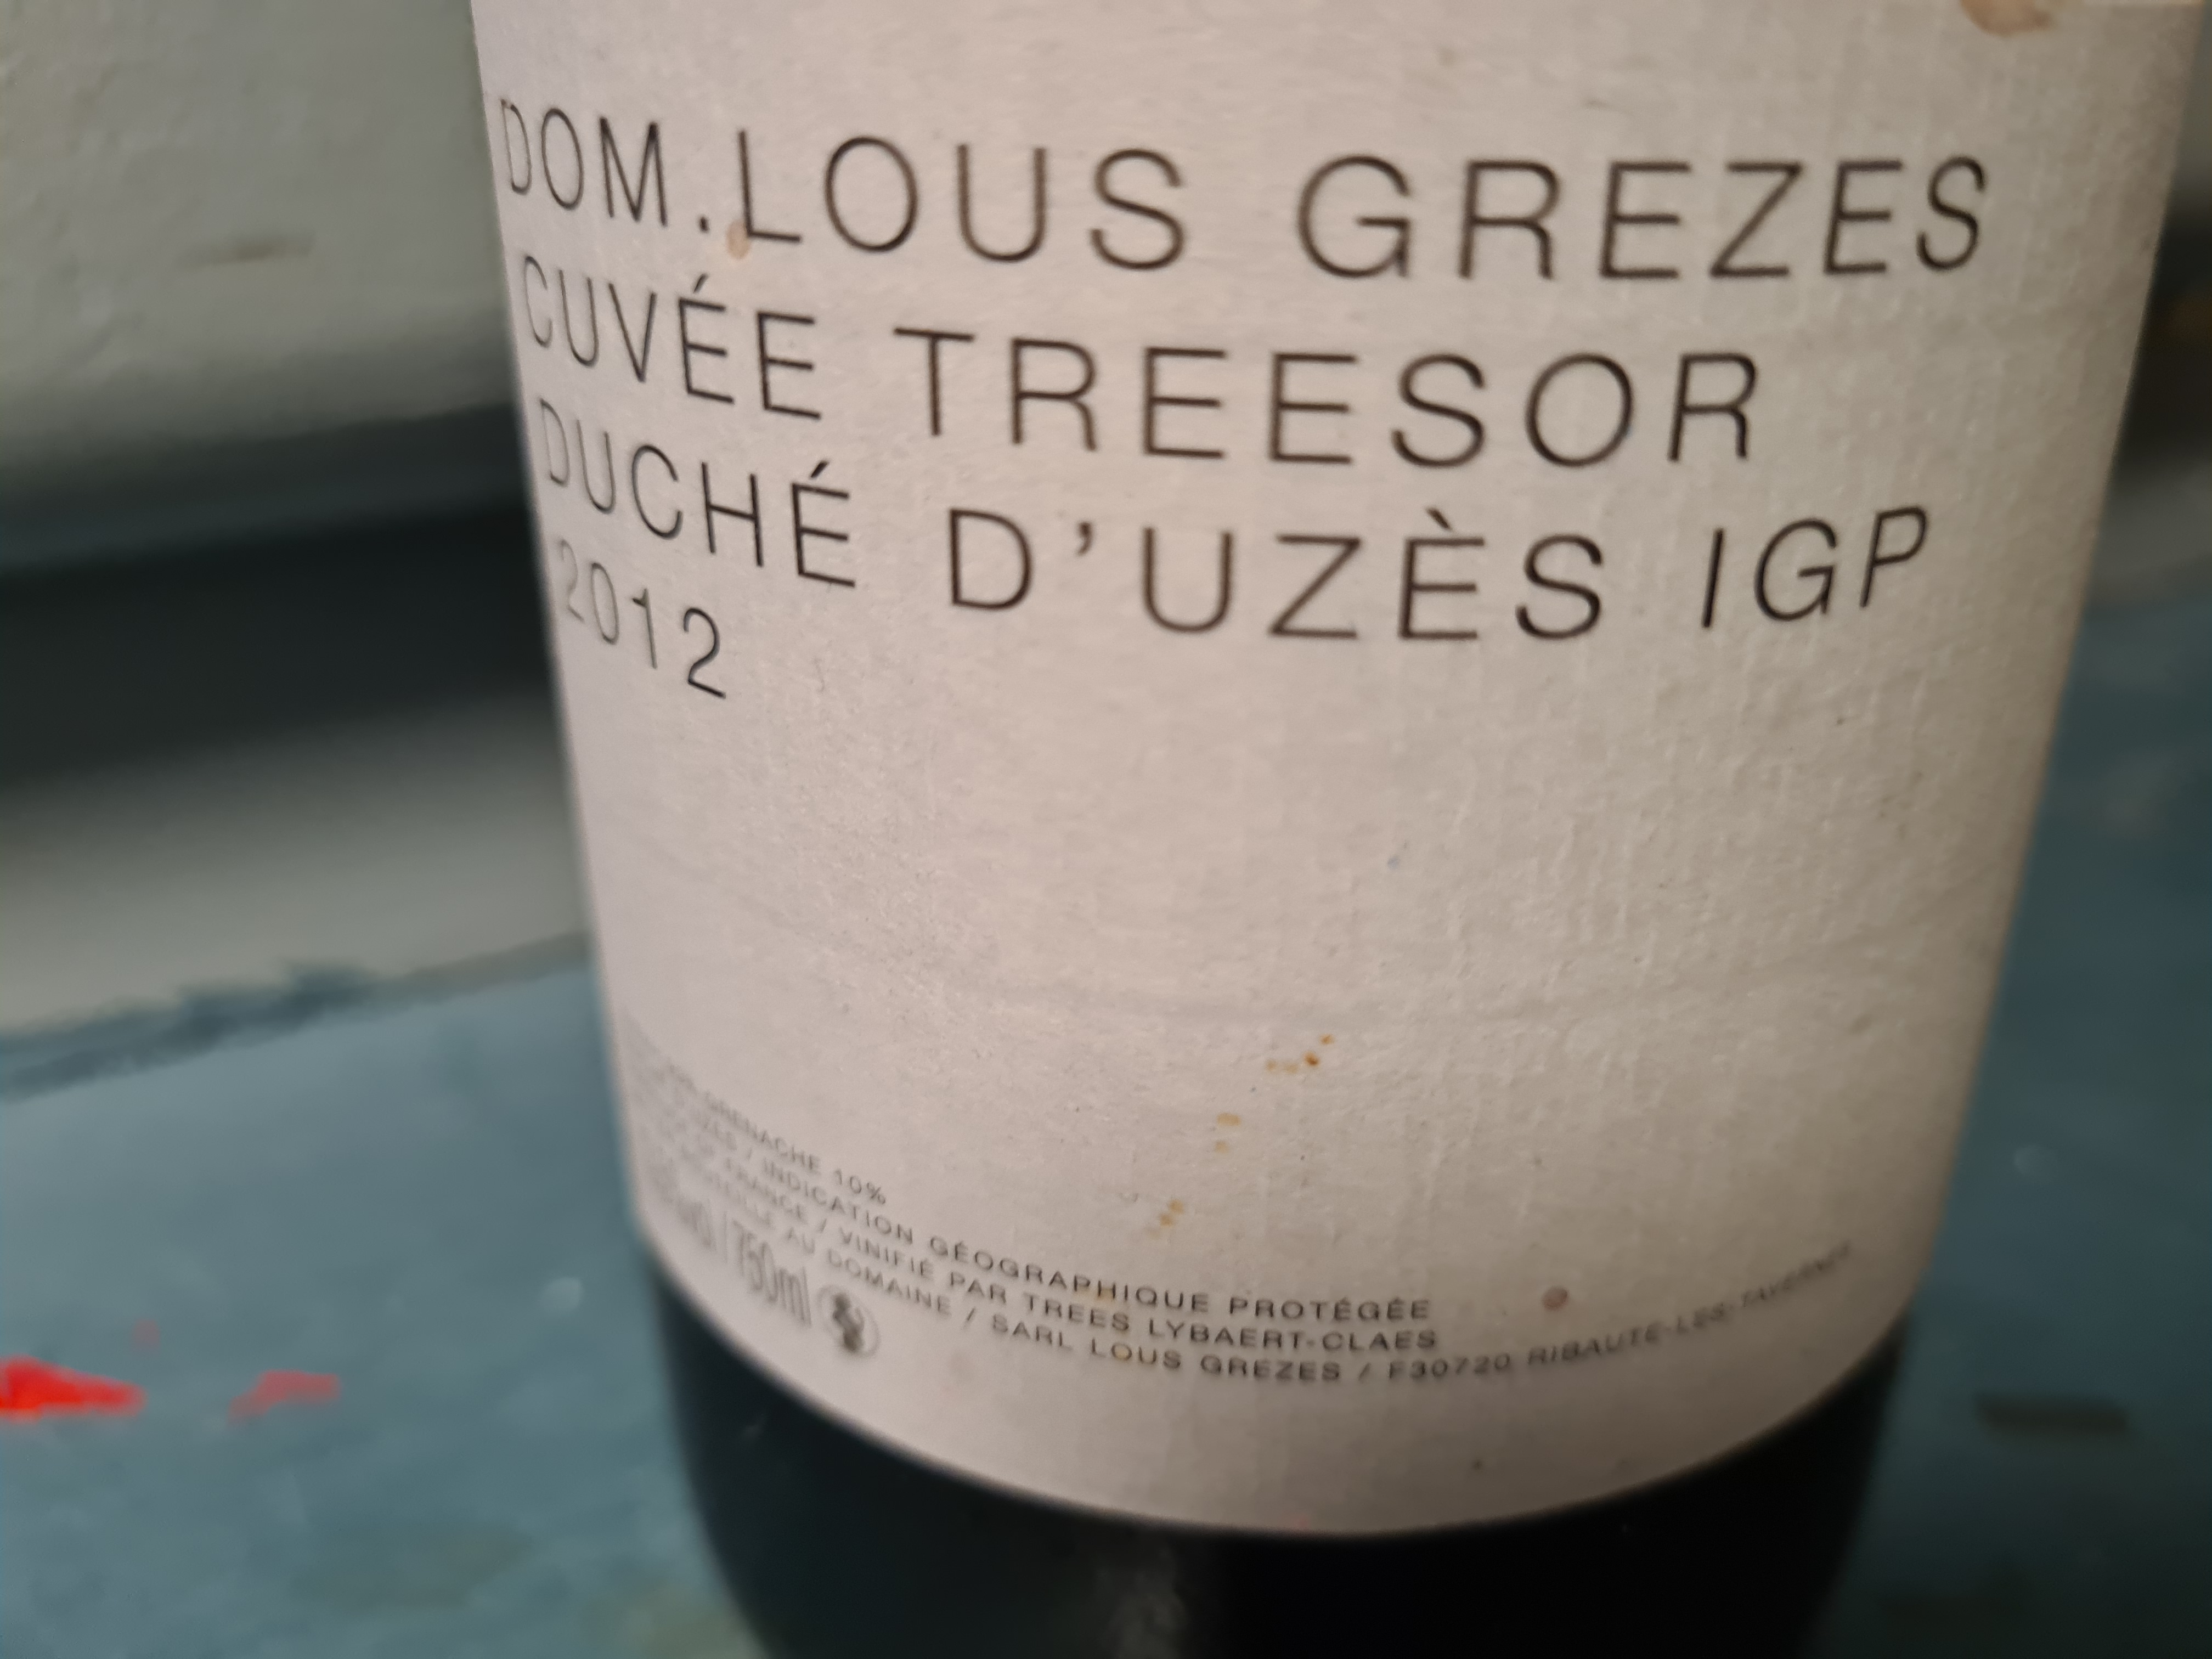 DOM.LOUS GREZES
CUVÉE TREESOR
DUCHÉ D'UZÈS IGP
2012
GRENACHE 10%
UZÈS / INDICATION GÉOGRAPHIQUE PROTÉGÉE
FRANCE / VINIFIÉ PAR TREES LYBAERT-CLAES
AU DOMAINE / SARL LOUS GREZES / F30720 RIBAUTE-LES-TAVERNES
750ml